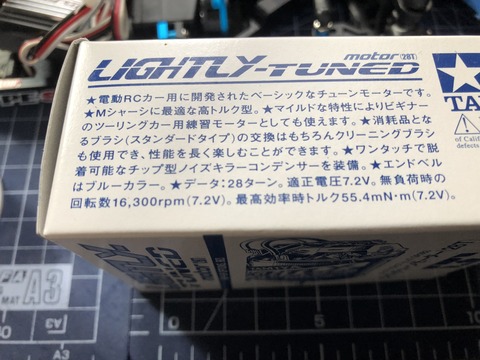 LIGHTLY-TUNED motor (28T)
★電動RCカー用に開発されたベーシックなチューンモーターです。
★Mシャーシに最適な高トルク型。★マイルドな特性によりビギナー
のツーリングカー用練習モーターとしても使えます。★消耗品とな
るブラシ(スタンダードタイプ)の交換はもちろんクリーニングブラシ
も使用でき、性能を長く楽しむことができます。★ワンタッチで脱
着可能なチップ型ノイズキラーコンデンサーを装備。★エンドベル
はブルーカラー。★データ:28ターン。適正電圧7.2V。無負荷時の
回転数16,300rpm(7.2V)。最高効率時トルク55.4mN·m(7.2V)。
TA
of Calif
birth de
A3
MAT
A3
A3
10
0
5
10